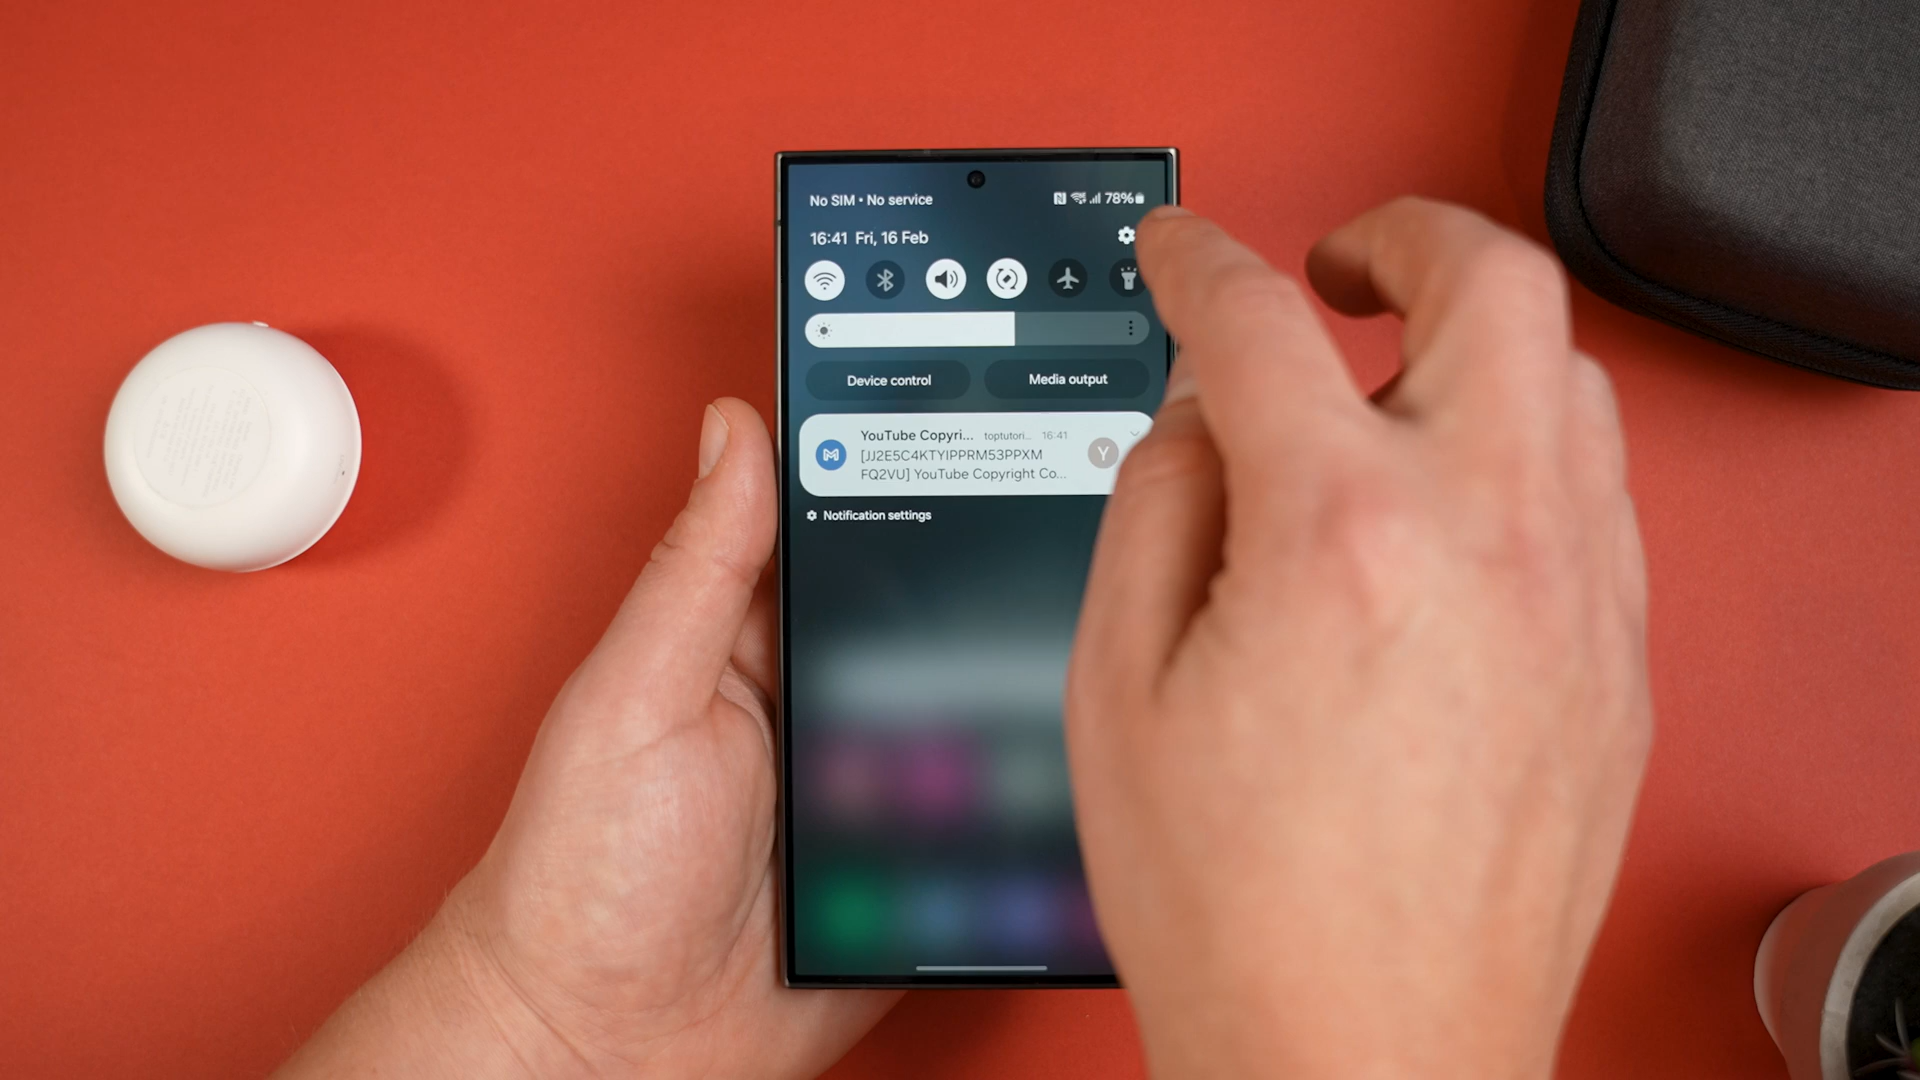 No SIM • No service 78%
16:41 Fri, 16 Feb
Device control
Media output
YouTube Copyri... toptutori... 16:41
[JJ2E5C4KTYIPPRM53PPXM
FQ2VU] YouTube Copyright Co...
Y
Notification settings